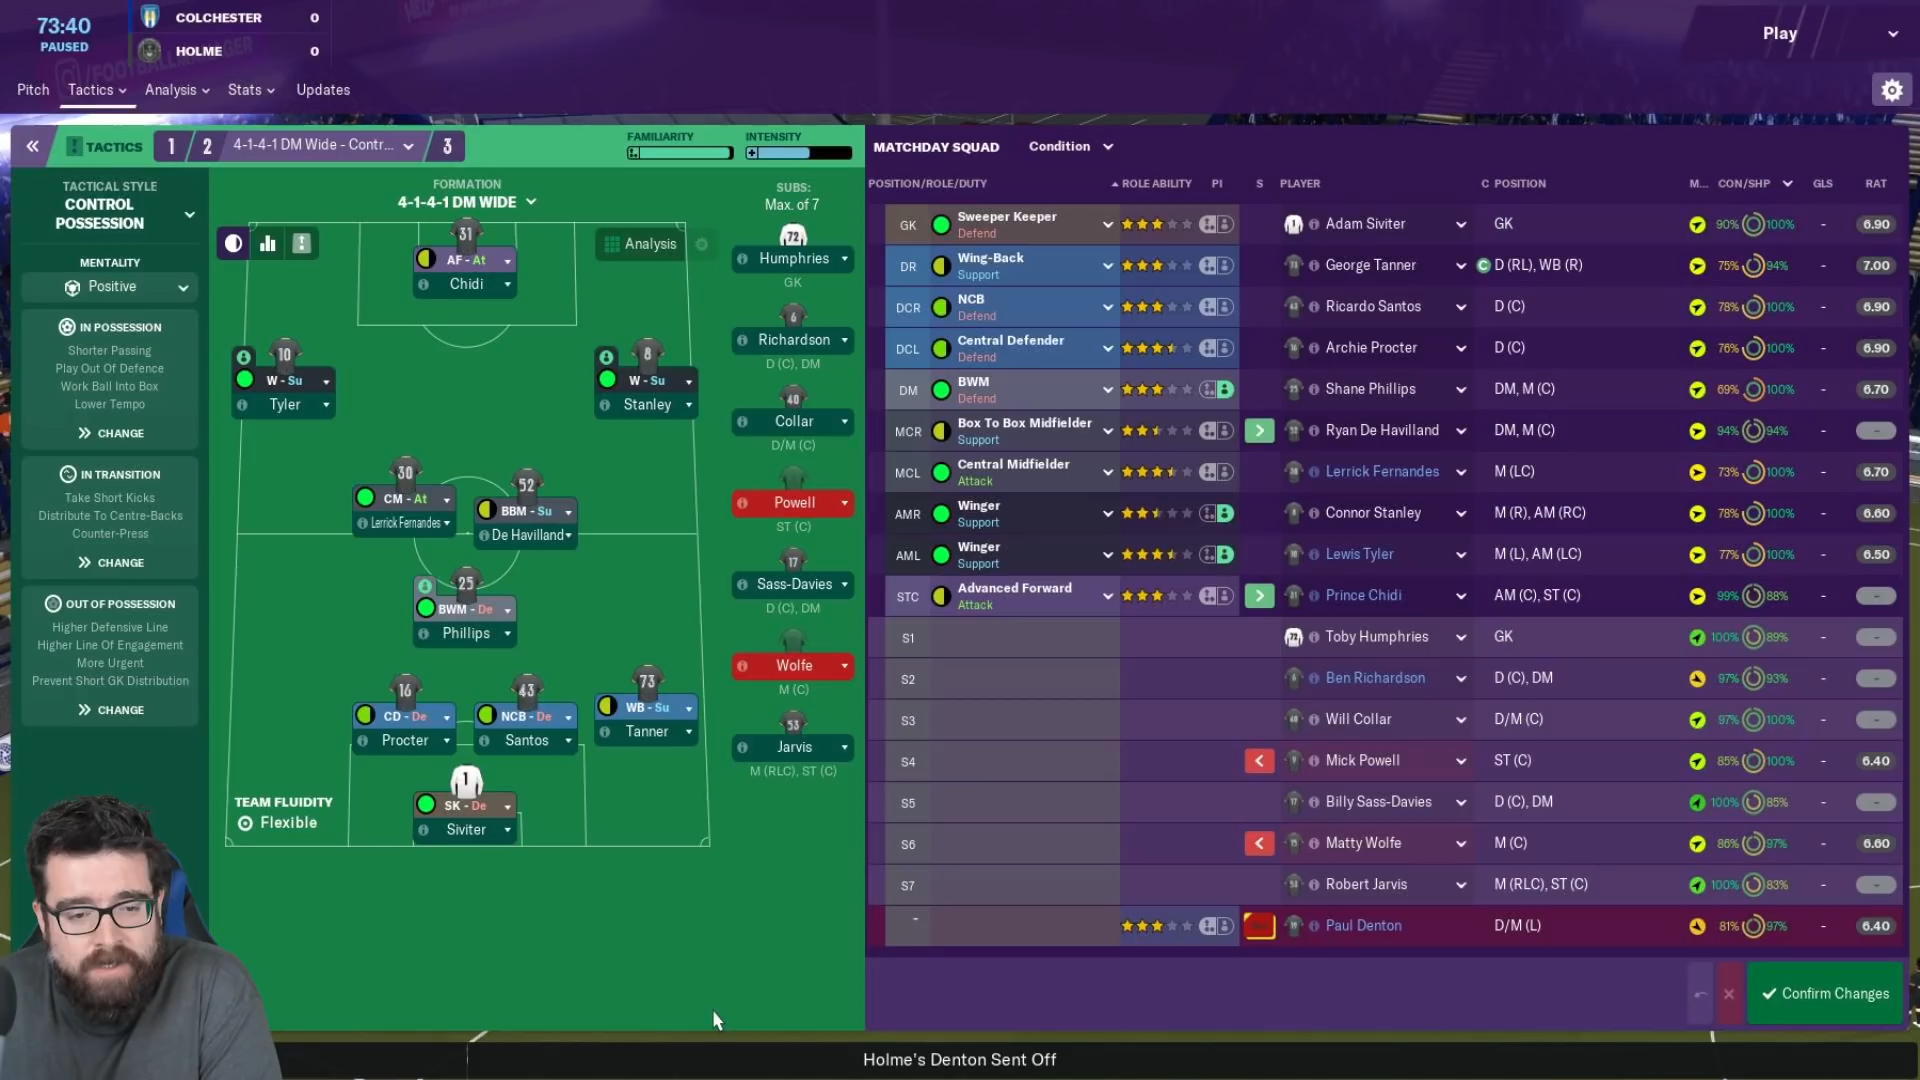 73:40
PAUSED
COLCHESTER 0
HOLME 0
Play
Pitch Tactics Analysis Stats Updates
TACTICS 1 2 4-1-4-1 DM Wide - Contr... 3
FAMILIARITY
INTENSITY
TACTICAL STYLE
CONTROL
POSSESSION
MENTALITY
Positive
IN POSSESSION
Shorter Passing
Play Out Of Defence
Work Ball Into Box
Lower Tempo
CHANGE
IN TRANSITION
Take Short Kicks
Distribute To Centre-Backs
Counter-Press
CHANGE
OUT OF POSSESSION
Higher Defensive Line
Higher Line Of Engagement
More Urgent
Prevent Short GK Distribution
CHANGE
FORMATION
4-1-4-1 DM WIDE
Analysis
31
AF - At
Chidi
10
W - Su
Tyler
8
W - Su
Stanley
30
CM - At
Lerrick Fernandes
52
BBM - Su
De Havilland
25
BWM - De
Phillips
16
CD - De
Procter
43
NCB - De
Santos
73
WB - Su
Tanner
1
SK - De
Siviter
TEAM FLUIDITY
Flexible
SUBS:
Max. of 7
72
Humphries
GK
6
Richardson
D (C), DM
40
Collar
D/M (C)
Powell
ST (C)
17
Sass-Davies
D (C), DM
Wolfe
M (C)
53
Jarvis
M (RLC), ST (C)
MATCHDAY SQUAD Condition
POSITION/ROLE/DUTY ROLE ABILITY PI S PLAYER C POSITION M... CON/SHP GLS RAT
GK Sweeper Keeper Defend Adam Siviter GK 90% 100% - 6.90
DR Wing-Back Support George Tanner C D (RL), WB (R) 75% 94% - 7.00
DCR NCB Defend Ricardo Santos D (C) 78% 100% - 6.90
DCL Central Defender Defend Archie Procter D (C) 76% 100% - 6.90
DM BWM Defend Shane Phillips DM, M (C) 69% 100% - 6.70
MCR Box To Box Midfielder Support Ryan De Havilland DM, M (C) 94% 94% - -
MCL Central Midfielder Attack Lerrick Fernandes M (LC) 73% 100% - 6.70
AMR Winger Support Connor Stanley M (R), AM (RC) 78% 100% - 6.60
AML Winger Support Lewis Tyler M (L), AM (LC) 77% 100% - 6.50
STC Advanced Forward Attack Prince Chidi AM (C), ST (C) 99% 88% - -
S1 72 Toby Humphries GK 100% 89% - -
S2 Ben Richardson D (C), DM 97% 93% - -
S3 Will Collar D/M (C) 97% 100% - -
S4 Mick Powell ST (C) 85% 100% - 6.40
S5 Billy Sass-Davies D (C), DM 100% 85% - -
S6 Matty Wolfe M (C) 86% 97% - 6.60
S7 Robert Jarvis M (RLC), ST (C) 100% 83% - -
- Paul Denton D/M (L) 81% 97% - 6.40
Confirm Changes
Holme's Denton Sent Off